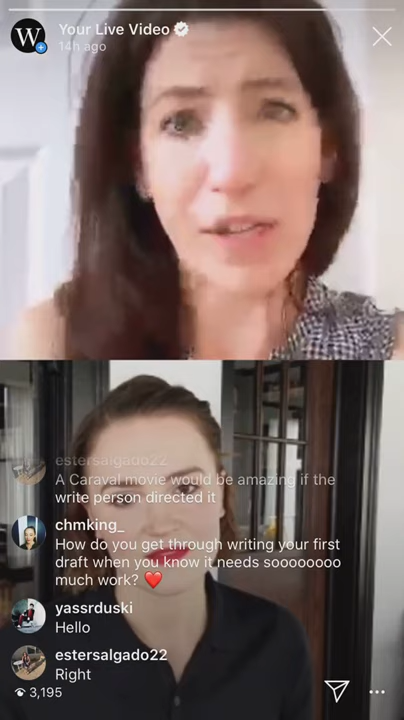 W
Your Live Video
14h ago
estersalgado22
A Caraval movie would be amazing if the
write person directed it
chmking_
How do you get through writing your first
draft when you know it needs soooooooo
much work? ❤️
yassrduski
Hello
estersalgado22
Right
3,195